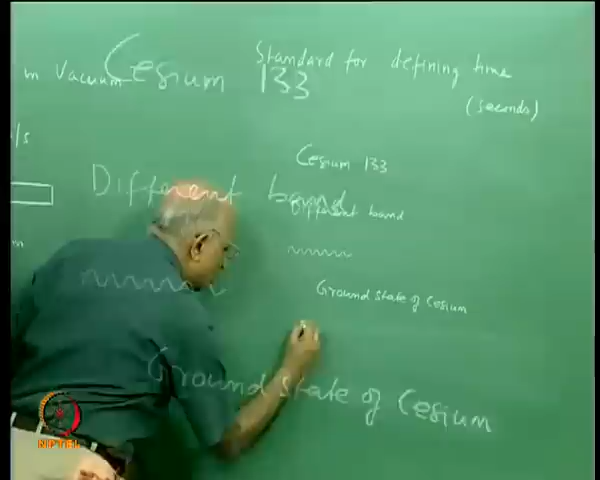 Standard for defining time
m Vacuum
Cesium 133
(seconds)
/s
Cesium 133
Different band
Different band
m
Ground State of Cesium
Ground State of Cesium
NPTEL